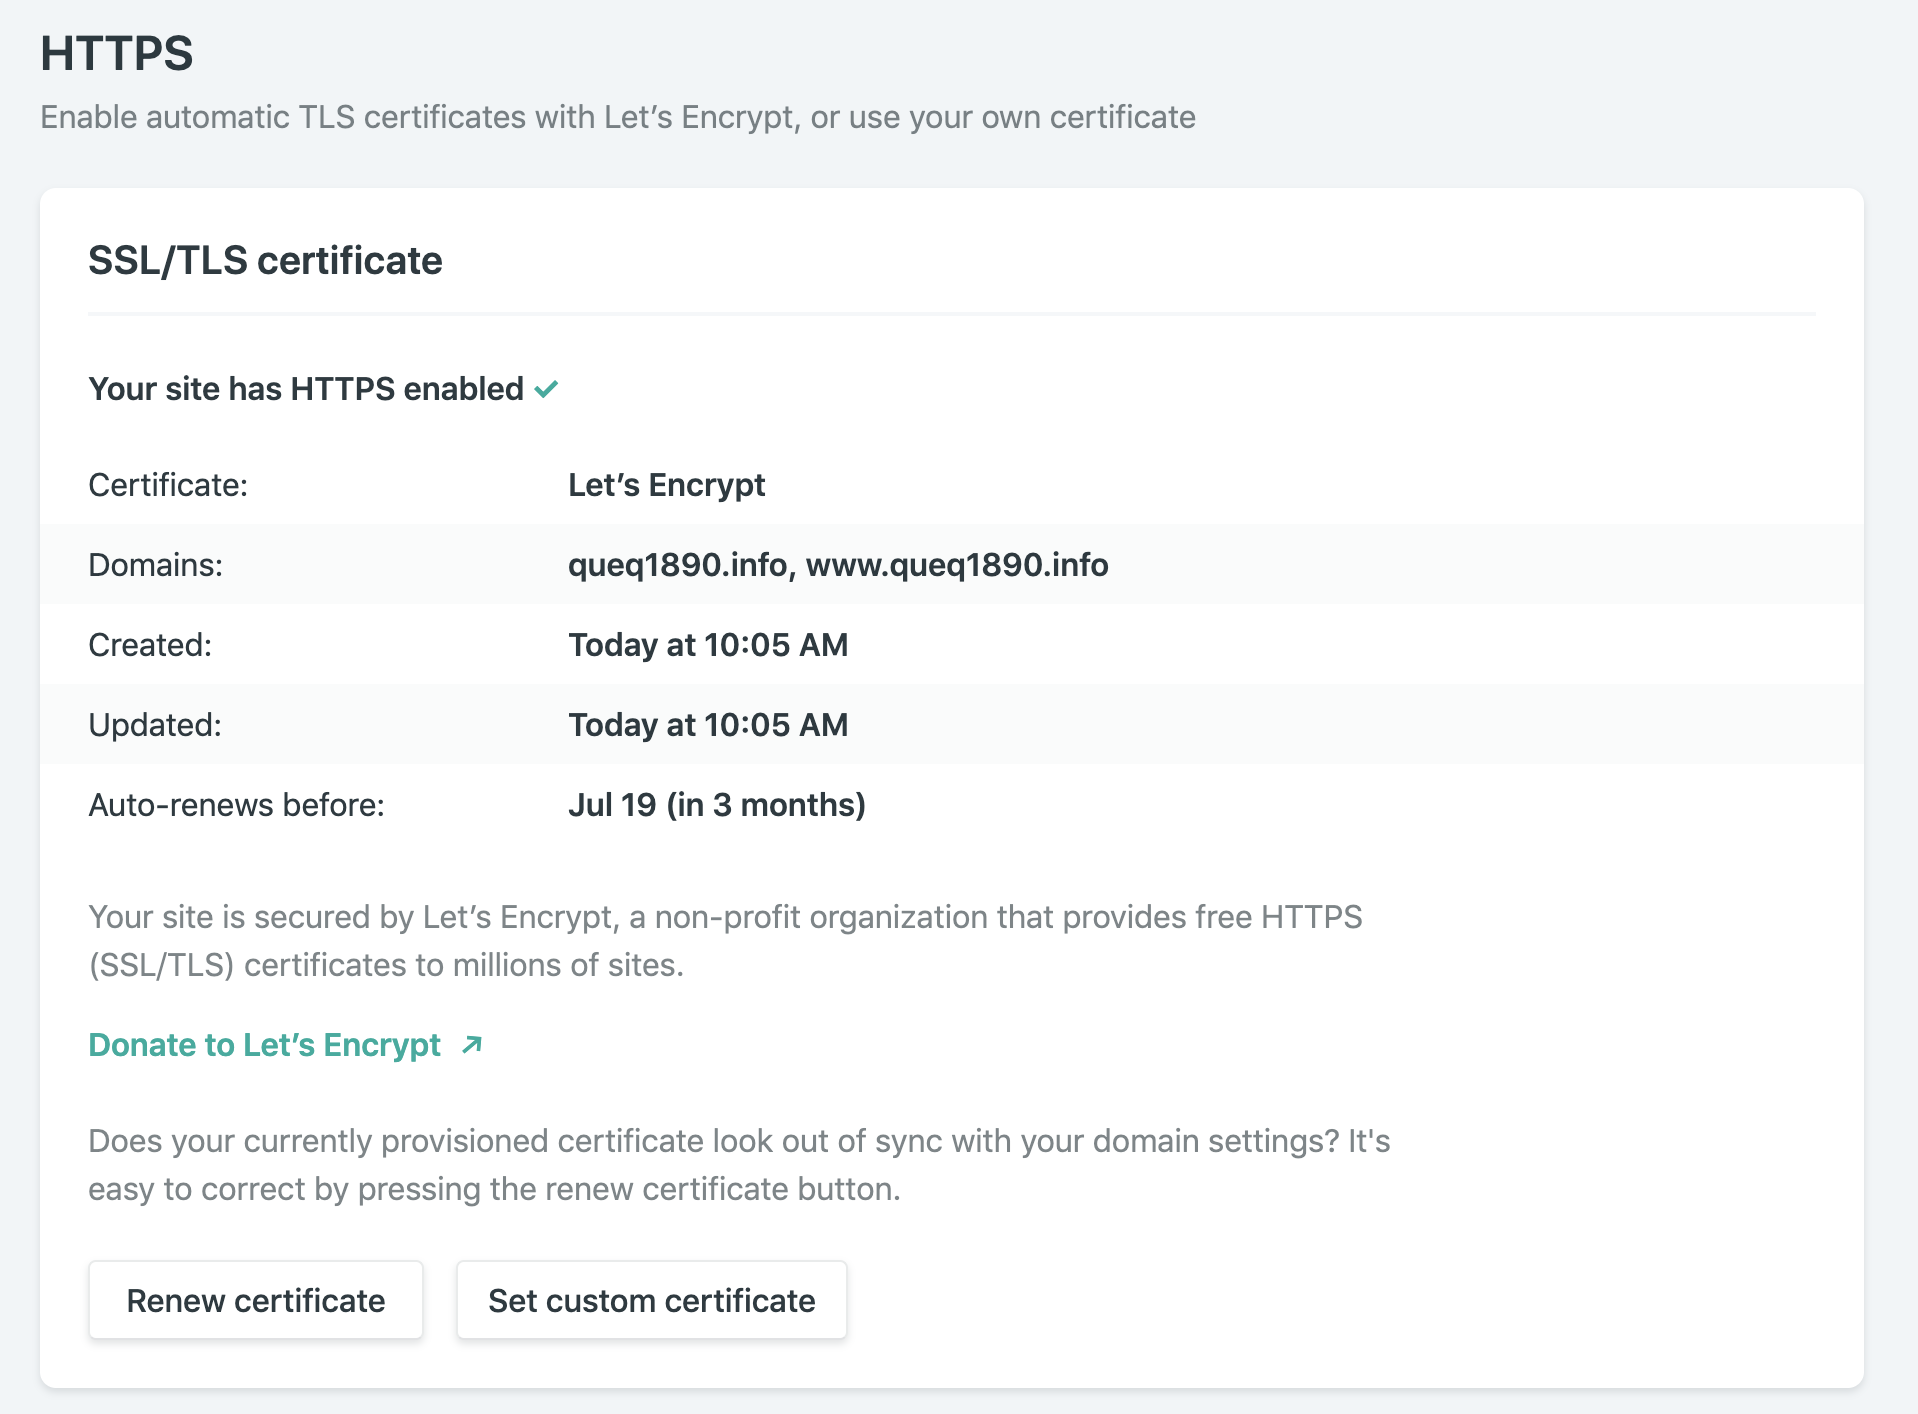 HTTPS
Enable automatic TLS certificates with Let’s Encrypt, or use your own certificate
SSL/TLS certificate
Your site has HTTPS enabled
Certificate: Let’s Encrypt
Domains: queq1890.info, www.queq1890.info
Created: Today at 10:05 AM
Updated: Today at 10:05 AM
Auto-renews before: Jul 19 (in 3 months)
Your site is secured by Let’s Encrypt, a non-profit organization that provides free HTTPS
(SSL/TLS) certificates to millions of sites.
Donate to Let’s Encrypt
Does your currently provisioned certificate look out of sync with your domain settings? It's
easy to correct by pressing the renew certificate button.
Renew certificate Set custom certificate